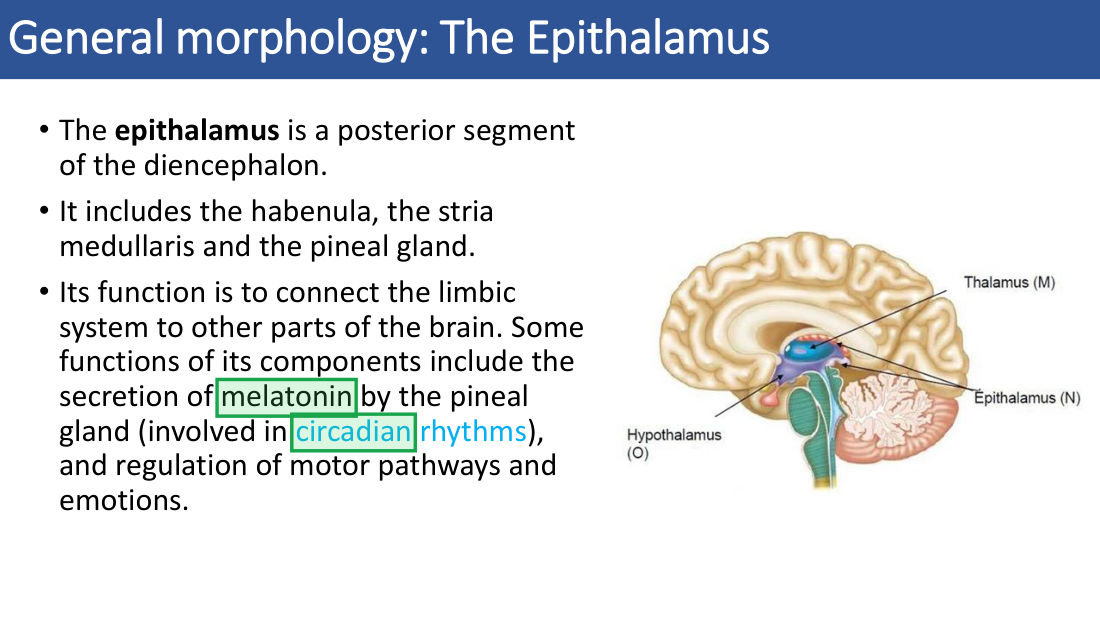 General morphology: The Epithalamus
• The epithalamus is a posterior segment
of the diencephalon.
• It includes the habenula, the stria
medullaris and the pineal gland.
• Its function is to connect the limbic
system to other parts of the brain. Some
functions of its components include the
secretion of melatonin by the pineal
gland (involved in circadian rhythms),
and regulation of motor pathways and
emotions.
Thalamus (M)
Épithalamus (N)
Hypothalamus
(O)